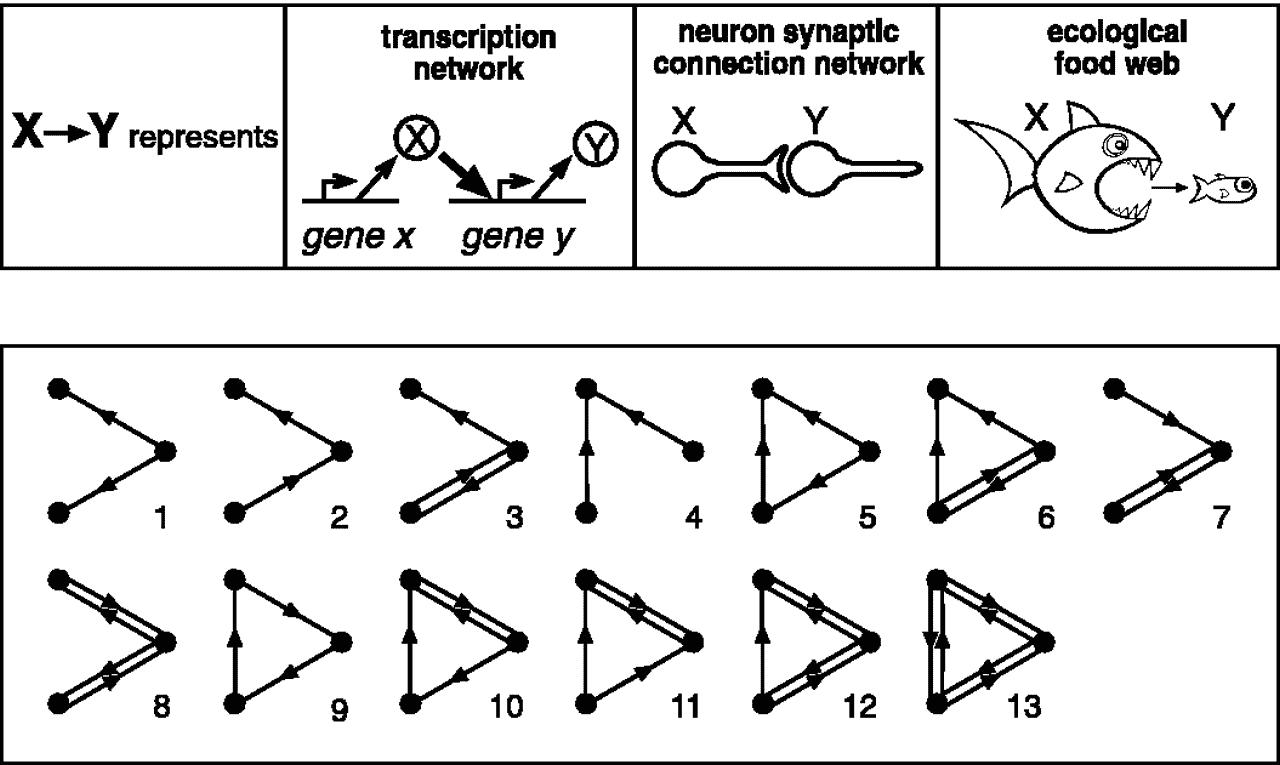 X→Y represents
transcription
network
X
Y
gene x
gene y
neuron synaptic
connection network
X
Y
ecological
food web
X
Y
1
2
3
4
5
6
7
8
9
10
11
12
13